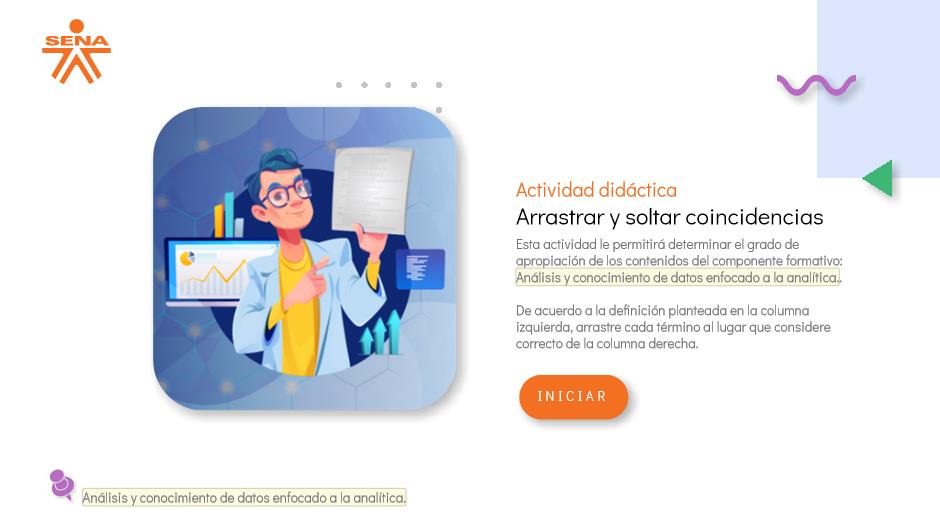 SENA
Actividad didáctica
Arrastrar y soltar coincidencias
Esta actividad le permitirá determinar el grado de
apropiación de los contenidos del componente formativo:
Análisis y conocimiento de datos enfocado a la analítica..
De acuerdo a la definición planteada en la columna
izquierda, arrastre cada término al lugar que considere
correcto de la columna derecha.
INICIAR
Análisis y conocimiento de datos enfocado a la analítica.